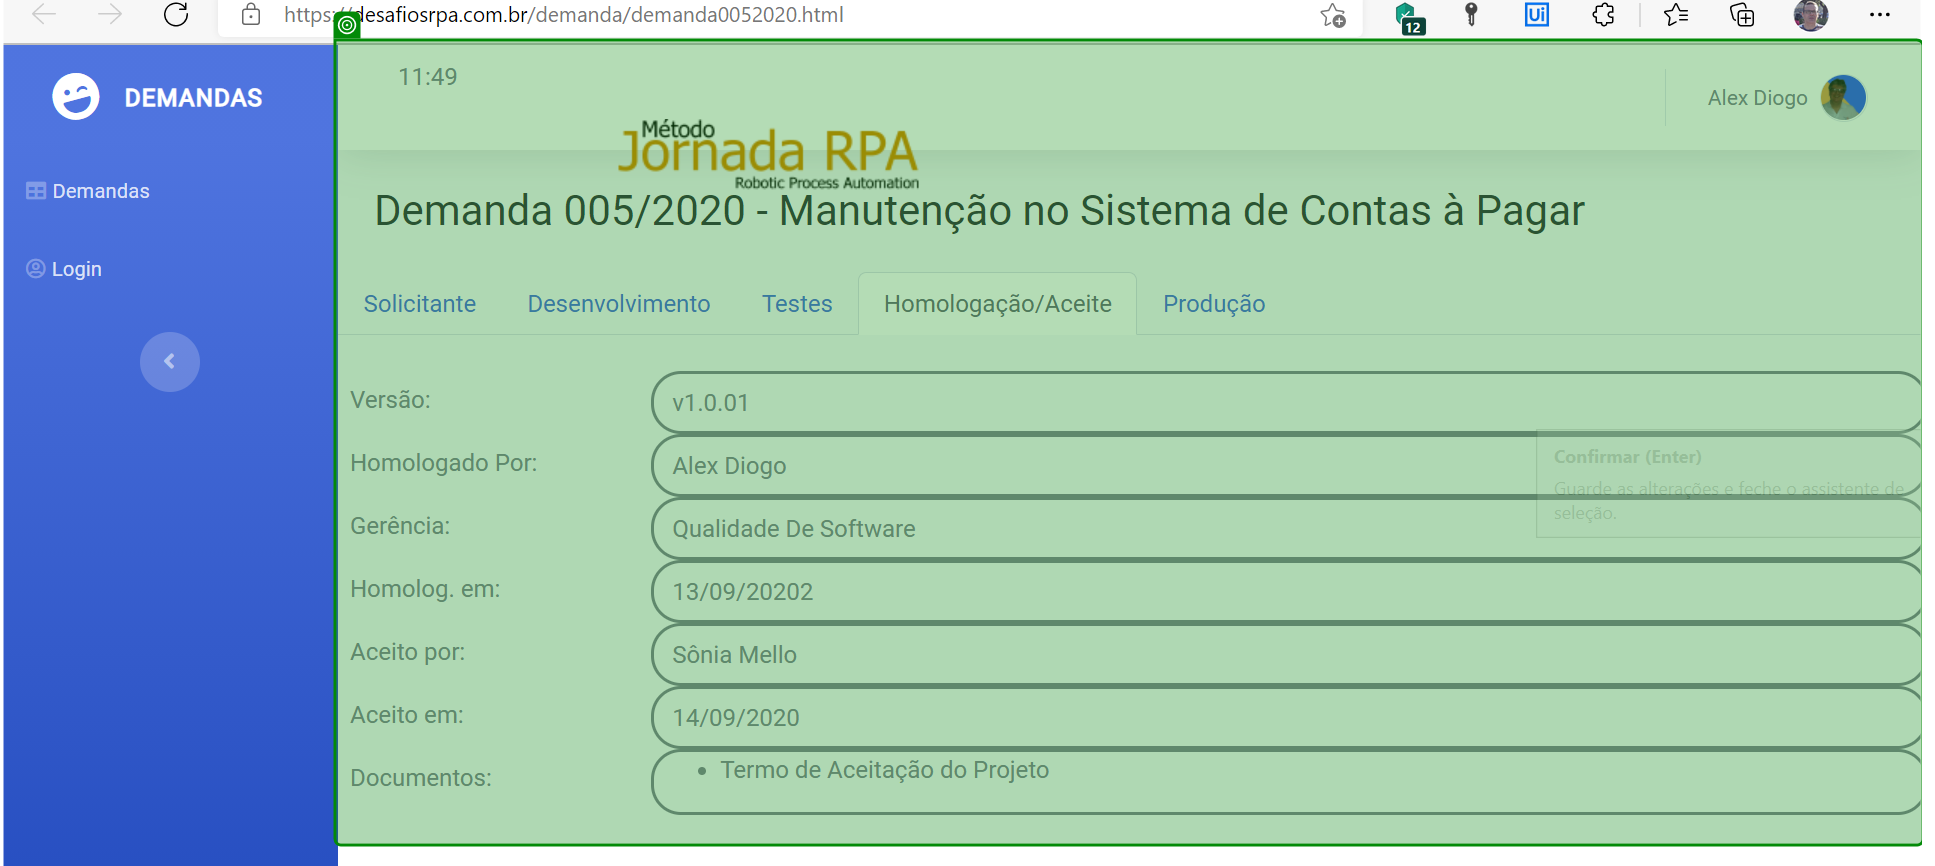 https://desafiosrpa.com.br/demanda/demanda0052020.html
12
Ui
DEMANDAS
Demandas
Login
11:49
Alex Diogo
Método
Jornada RPA
Robotic Process Automation
Demanda 005/2020 - Manutenção no Sistema de Contas à Pagar
Solicitante
Desenvolvimento
Testes
Homologação/Aceite
Produção
Versão:
v1.0.01
Homologado Por:
Alex Diogo
Gerência:
Qualidade De Software
Homolog. em:
13/09/20202
Aceito por:
Sônia Mello
Aceito em:
14/09/2020
Documentos:
Termo de Aceitação do Projeto
Confirmar (Enter)
Guarde as alterações e feche o assistente de
seleção.